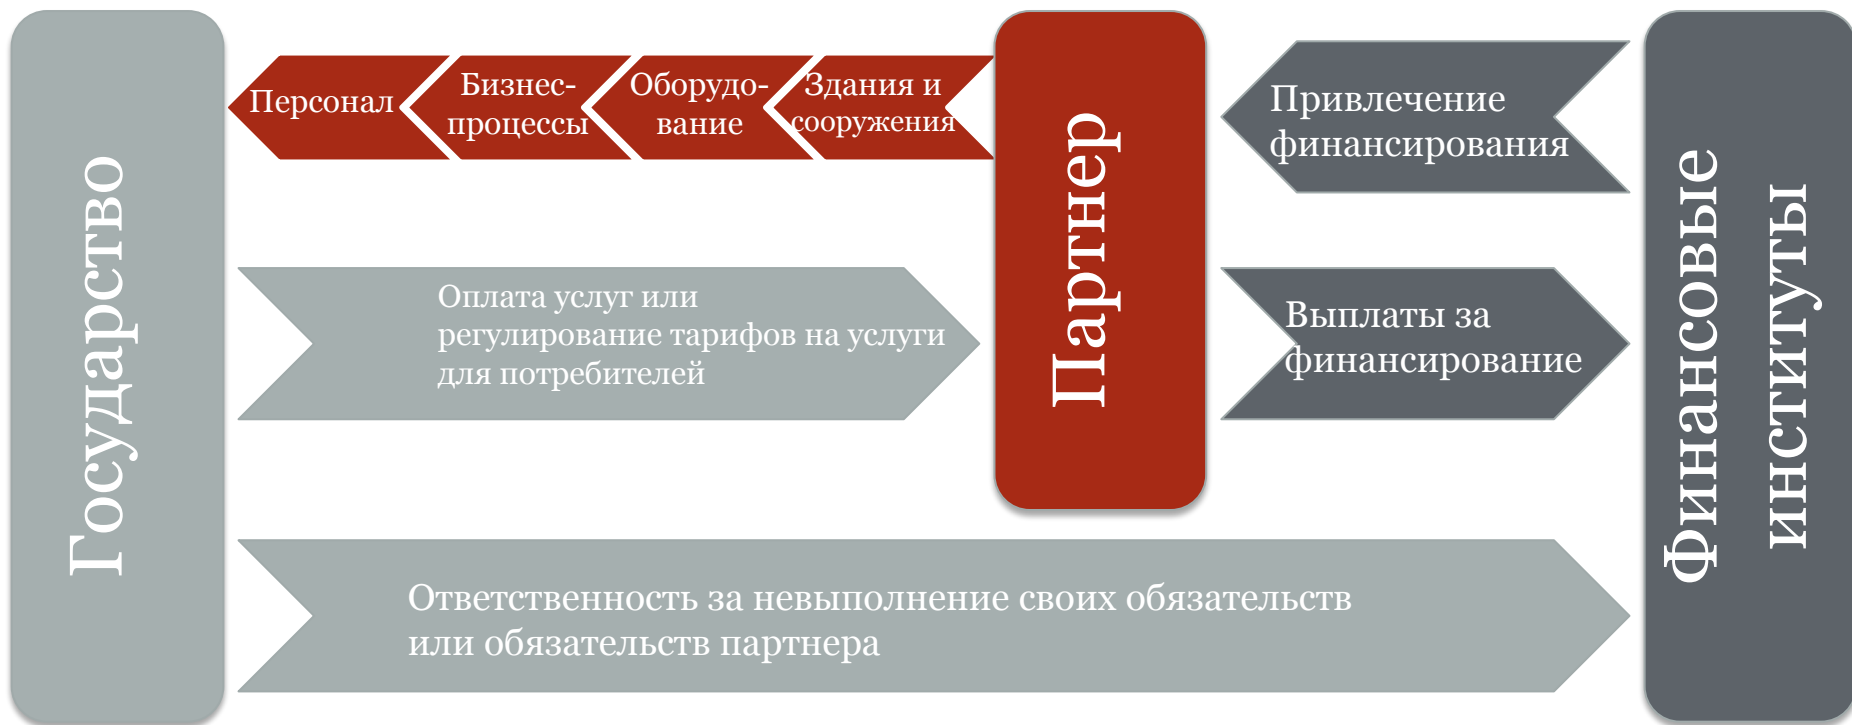 Государство
Персонал
Бизнес-
процессы
Оборудо-
вание
Здания и
сооружения
Партнер
Привлечение
финансирования
Финансовые
институты
Оплата услуг или
регулирование тарифов на услуги
для потребителей
Выплаты за
финансирование
Ответственность за невыполнение своих обязательств
или обязательств партнера